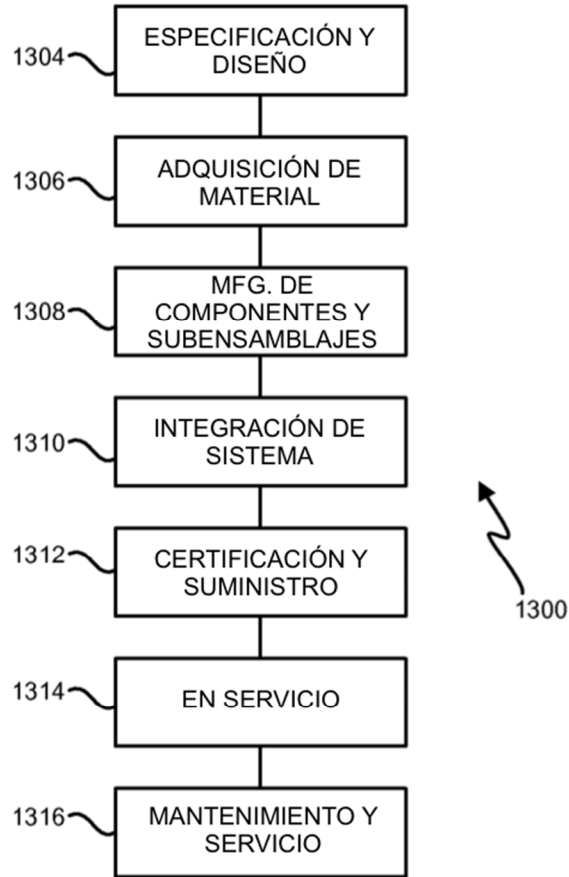 1304
ESPECIFICACIÓN Y
DISEÑO
1306
ADQUISICIÓN DE
MATERIAL
1308
MFG. DE
COMPONENTES Y
SUBENSAMBLAJES
1310
INTEGRACIÓN DE
SISTEMA
1312
CERTIFICACIÓN Y
SUMINISTRO
1300
1314
EN SERVICIO
1316
MANTENIMIENTO Y
SERVICIO